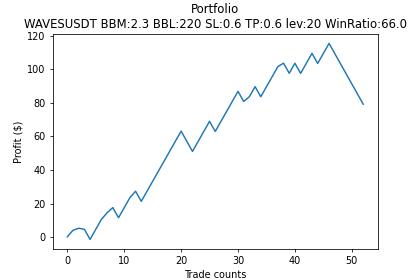 Portfolio
WAVESUSDT BBM:2.3 BBL:220 SL:0.6 TP:0.6 lev:20 WinRatio:66.0
120
100
80
60
40
20
0
Profit ($)
0 10 20 30 40 50
Trade counts